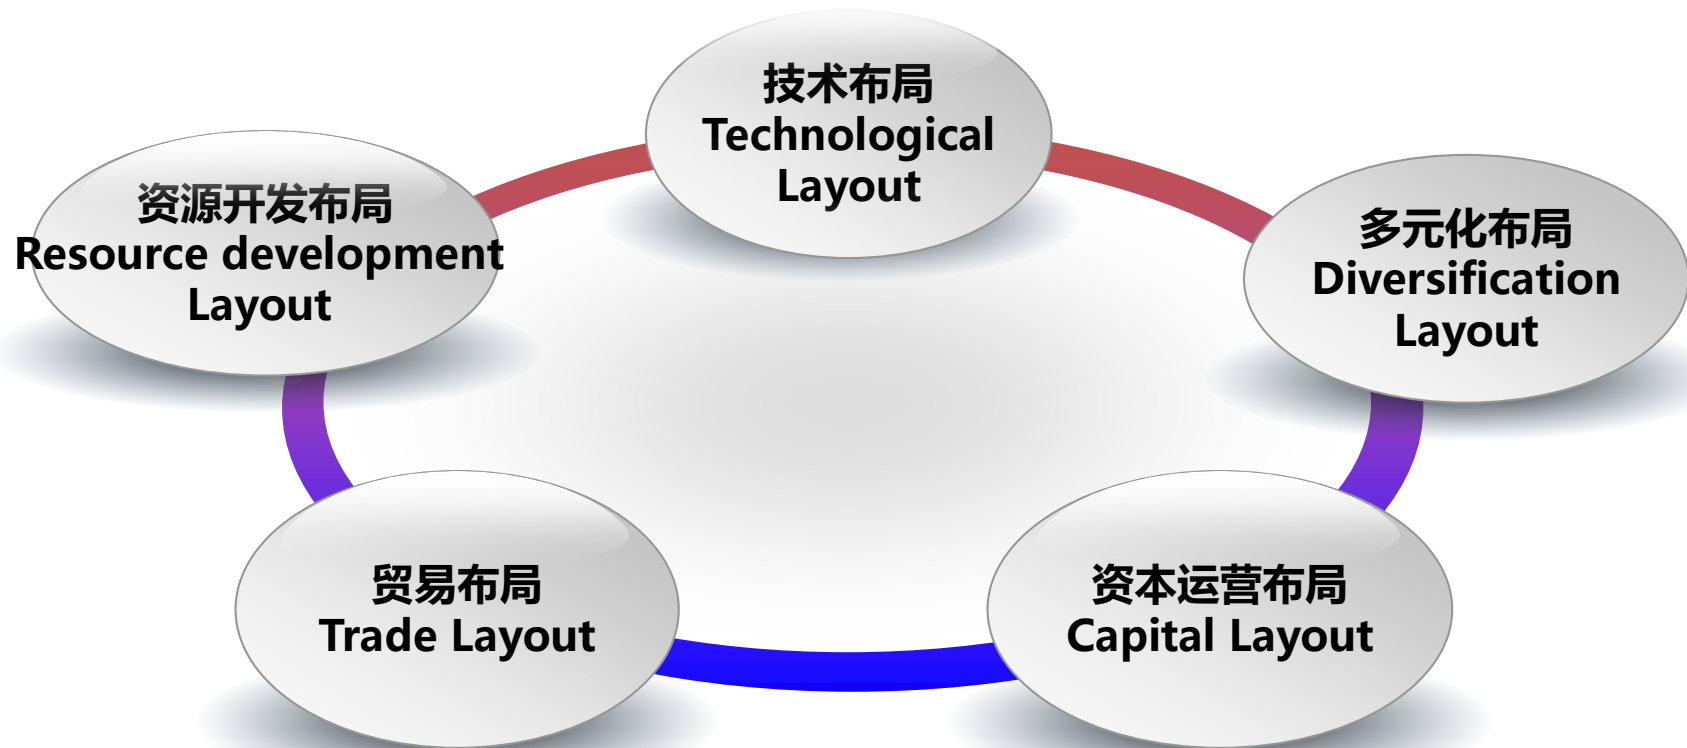 技术布局
Technological
Layout
资源开发布局
Resource development
Layout
多元化布局
Diversification
Layout
贸易布局
Trade Layout
资本运营布局
Capital Layout